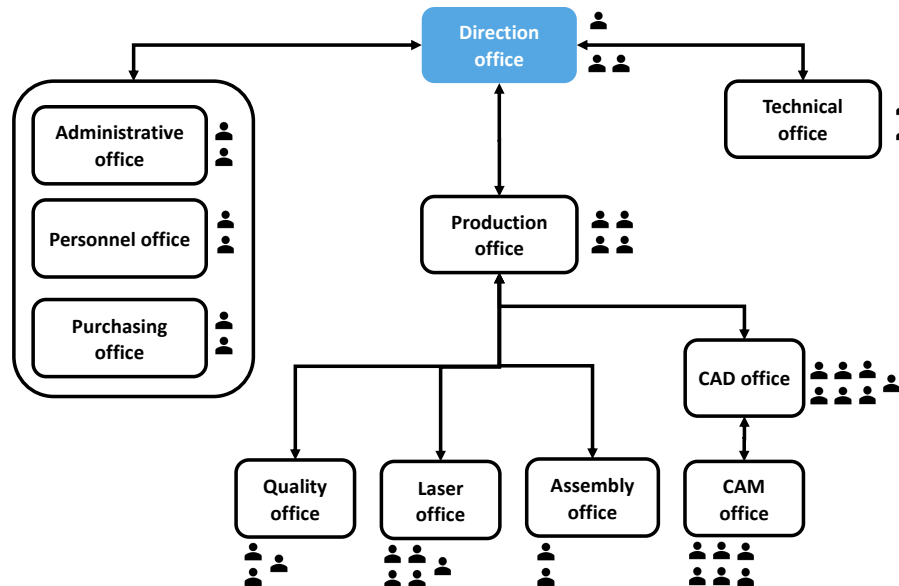 Direction
office
Administrative
office
Technical
office
Personnel office
Production
office
Purchasing
office
CAD office
Quality
office
Laser
office
Assembly
office
CAM
office